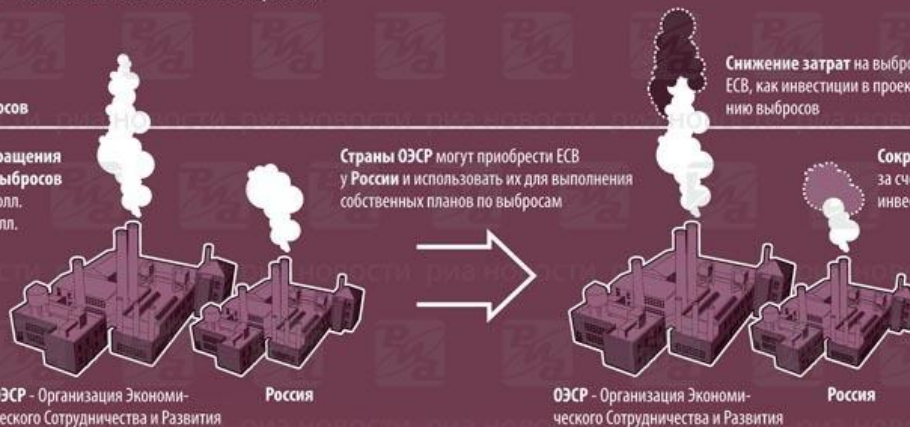 Снижение затрат на выбро
ЕСВ, как инвестиции в проек
нию выбросов
осов
ращения
ыбросов
олл.
лл.
Страны ОЭСР могут приобрести ЕСВ
у России и использовать их для выполнения
собственных планов по выбросам
Сокр
за сч
инвес
ОЭСР - Организация Экономи-
ческого Сотрудничества и Развития
Россия
ОЭСР - Организация Экономи-
ческого Сотрудничества и Развития
Россия